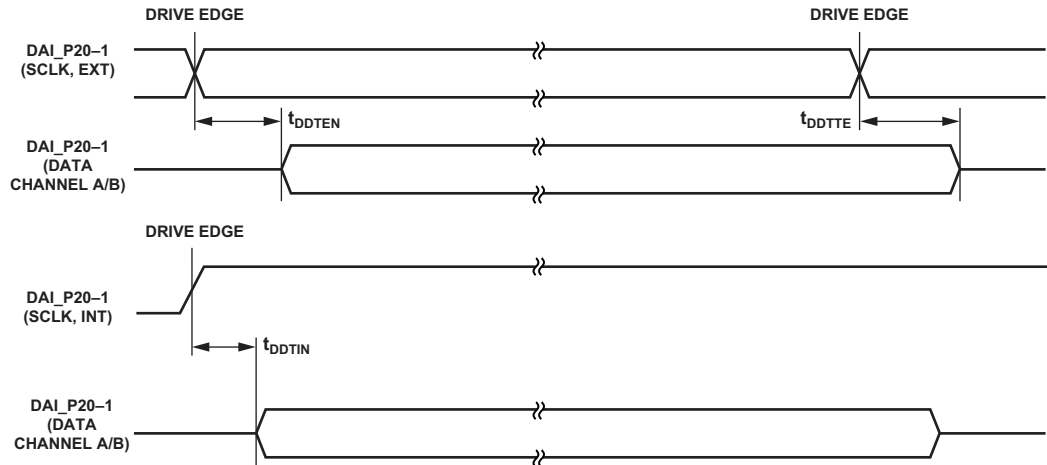 DRIVE EDGE
DRIVE EDGE
DAI_P20–1
(SCLK, EXT)
tDDTEN
tDDTTE
DAI_P20–1
(DATA
CHANNEL A/B)
DRIVE EDGE
DAI_P20–1
(SCLK, INT)
tDDTIN
DAI_P20–1
(DATA
CHANNEL A/B)